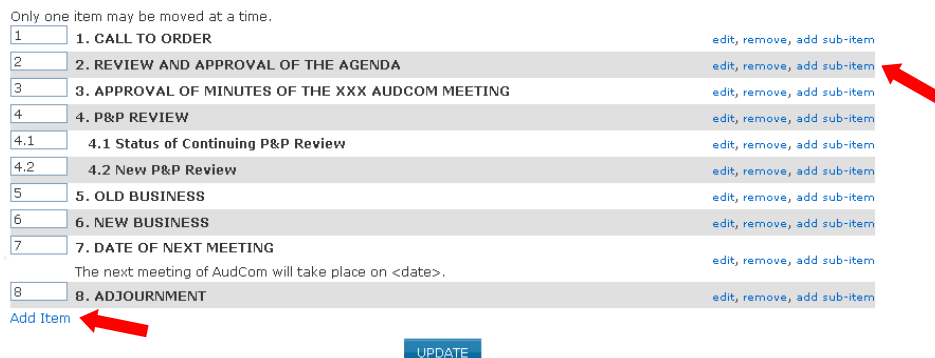 Only one item may be moved at a time.
1 1. CALL TO ORDER edit, remove, add sub-item
2 2. REVIEW AND APPROVAL OF THE AGENDA edit, remove, add sub-item
3 3. APPROVAL OF MINUTES OF THE XXX AUDCOM MEETING edit, remove, add sub-item
4 4. P&P REVIEW edit, remove, add sub-item
4.1 4.1 Status of Continuing P&P Review edit, remove, add sub-item
4.2 4.2 New P&P Review edit, remove, add sub-item
5 5. OLD BUSINESS edit, remove, add sub-item
6 6. NEW BUSINESS edit, remove, add sub-item
7 7. DATE OF NEXT MEETING
edit, remove, add sub-item
The next meeting of AudCom will take place on <date>.
8 8. ADJOURNMENT edit, remove, add sub-item
Add Item
UPDATE